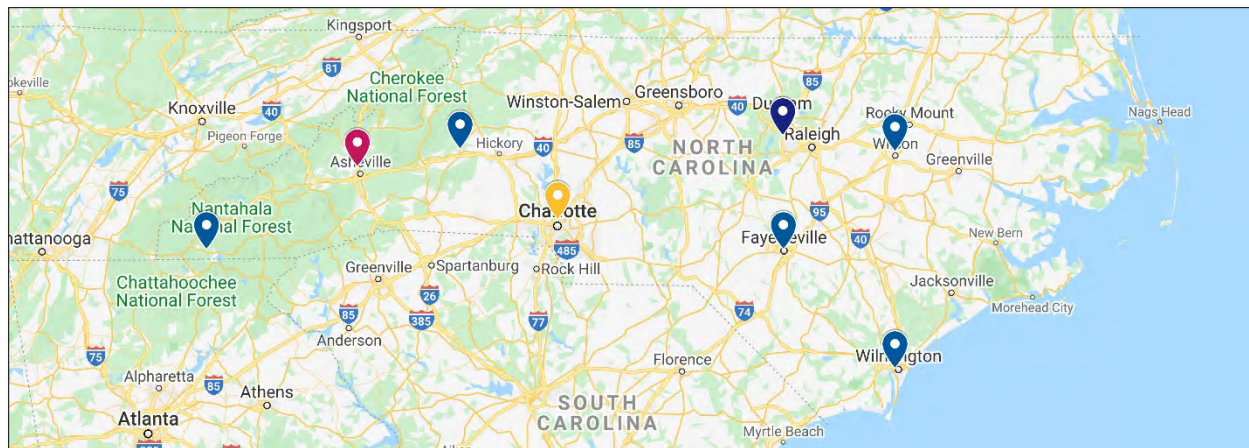 Kingsport
81
Cherokee
National Forest
okeville
Knoxville
40
Pigeon Forge
Winston-Salem
Greensboro
40
85
Durham
Raleigh
Rocky Mount
Wilson
Greenville
Nags Head
Asheville
Hickory
40
85
NORTH
CAROLINA
75
Nantahala
National Forest
hattanooga
Chattahoochee
National Forest
Charlotte
485
Greenville
Spartanburg
Rock Hill
95
Fayetteville
40
New Bern
Jacksonville
Morehead City
26
85
385
77
74
Anderson
Florence
Wilmington
75
Alpharetta
85
Athens
Atlanta
SOUTH
CAROLINA
Myrtle Beach